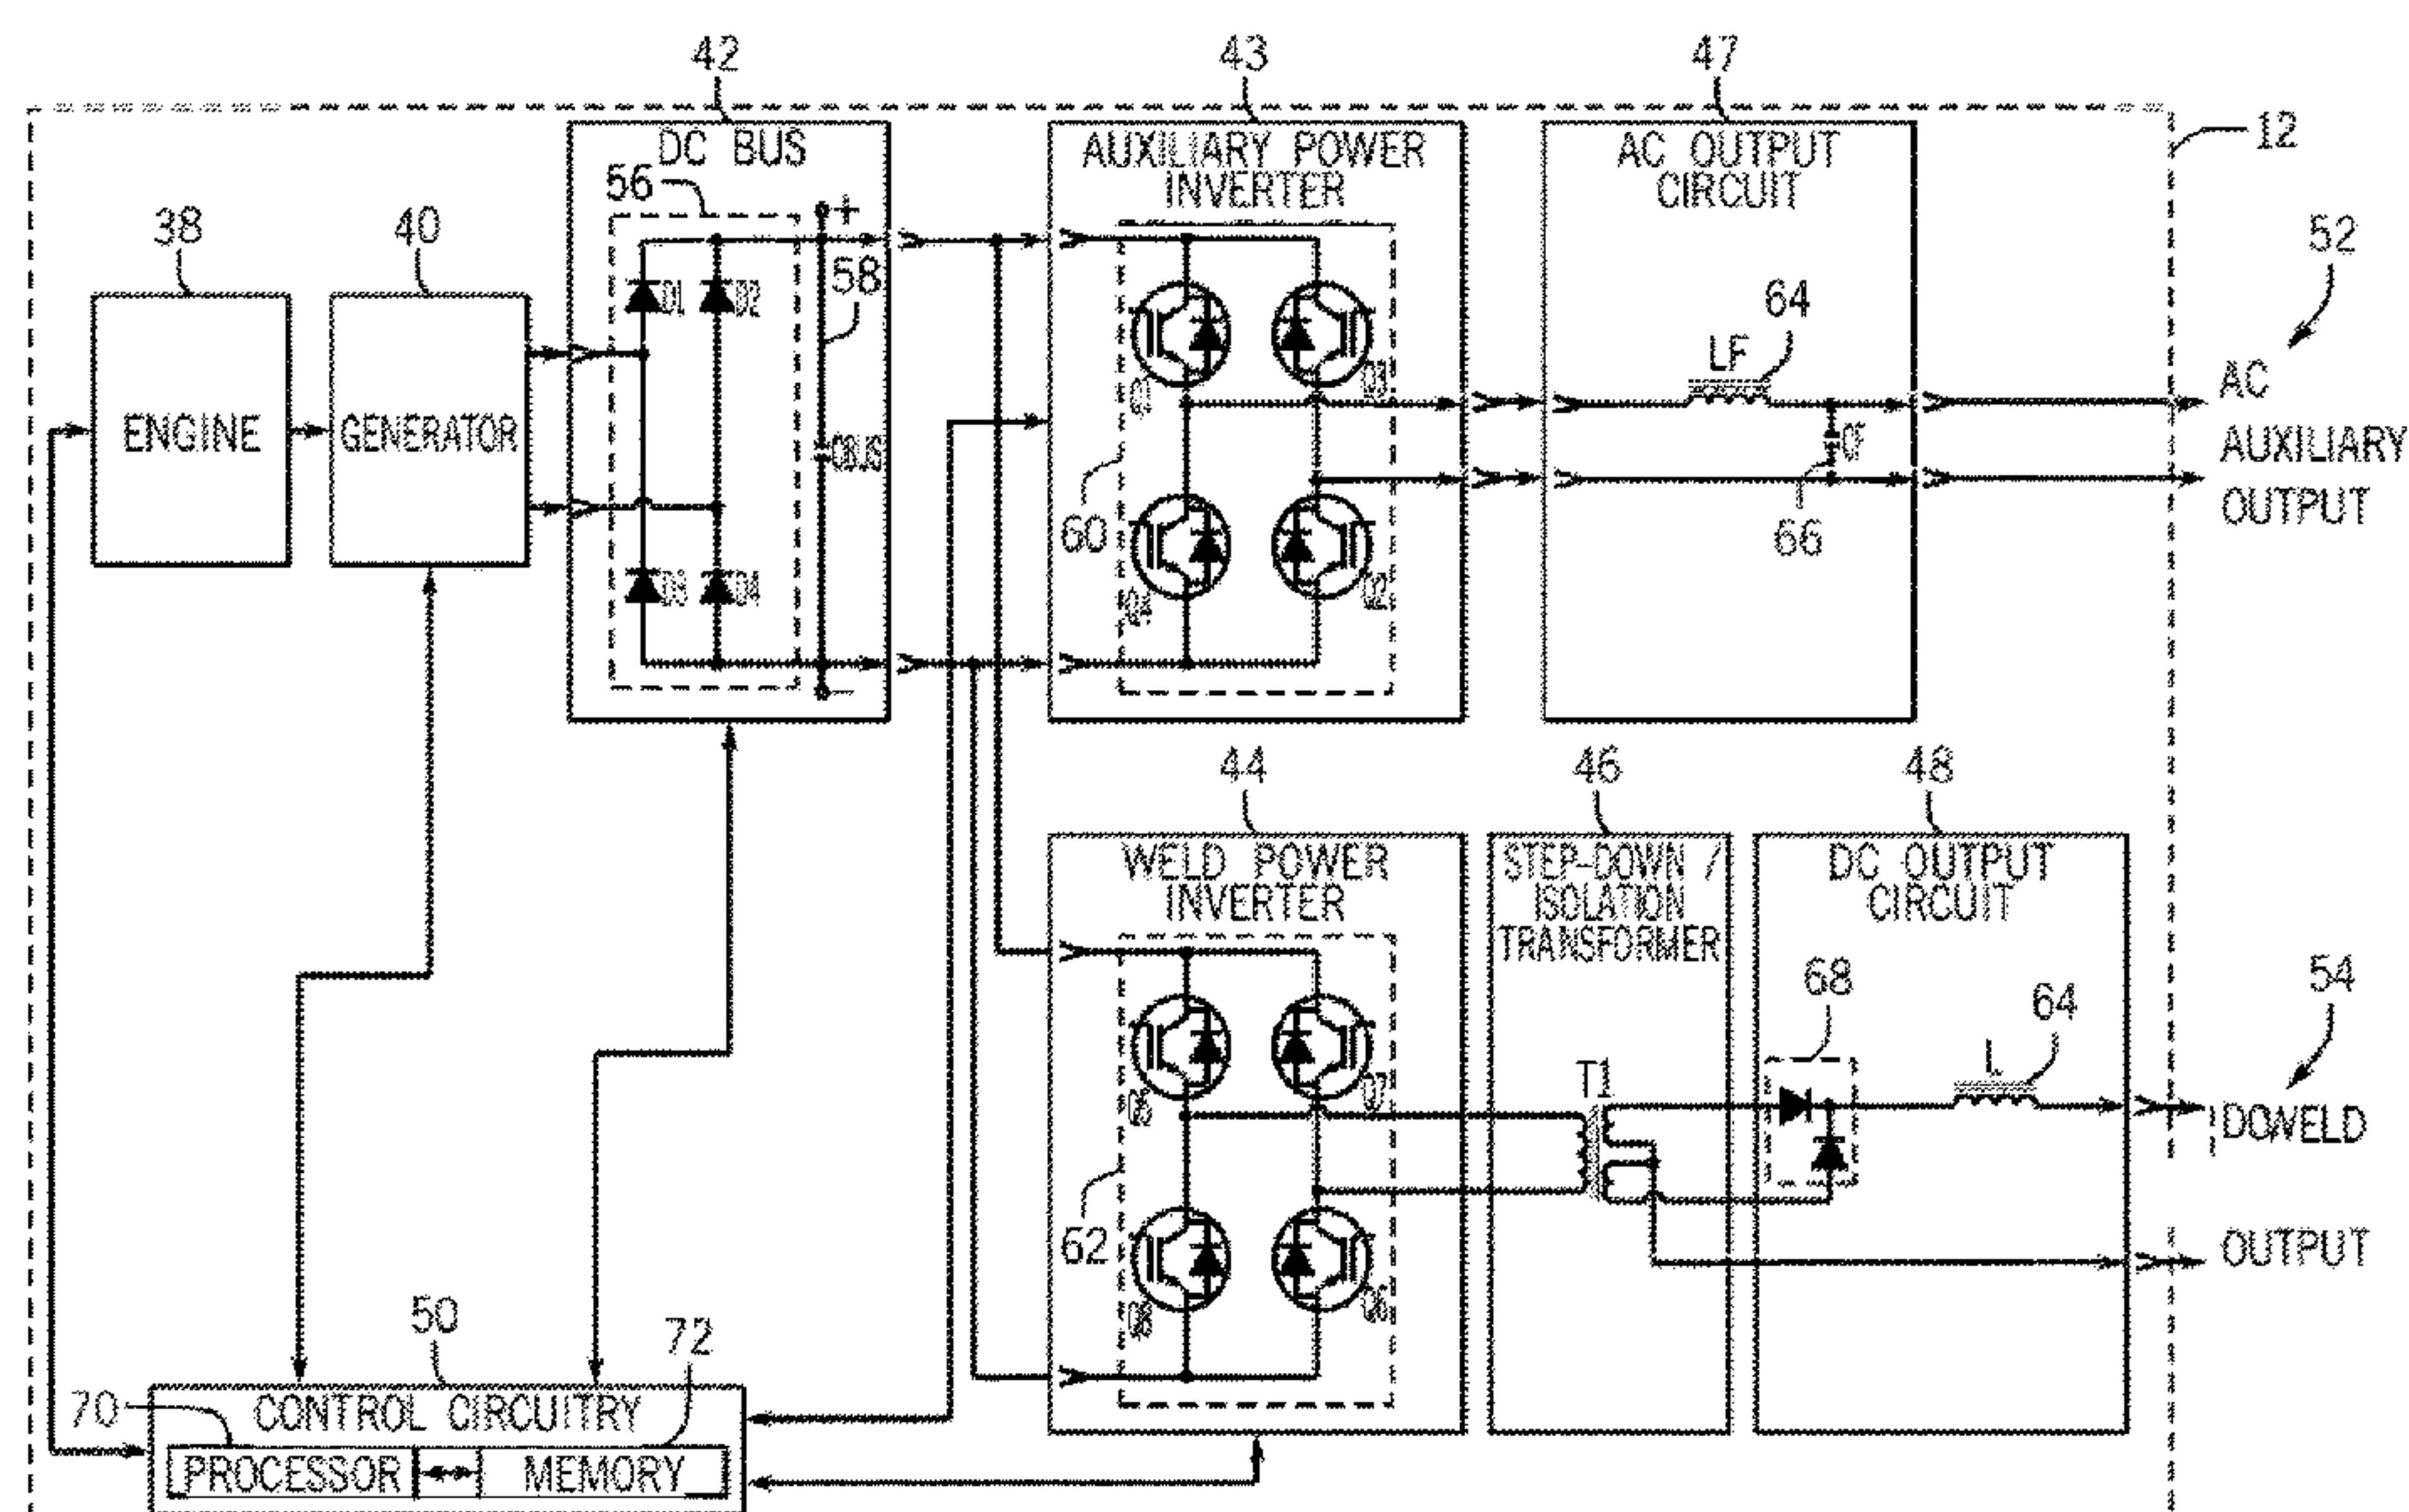 42
43
47
12
DC BUS
56
+
AUXILIARY POWER
INVERTER
AC OUTPUT
CIRCUIT
38
40
58
52
D1
D2
64
LF
AC
ENGINE
GENERATOR
CBUS
Q1
Q3
CF
AUXILIARY
OUTPUT
60
66
D3
D4
Q4
Q2
−
44
46
48
WELD POWER
INVERTER
STEP-DOWN /
ISOLATION
TRANSFORMER
DC OUTPUT
CIRCUIT
68
64
54
L
T1
Q5
Q7
WELD
62
OUTPUT
Q8
Q6
50
72
70
CONTROL CIRCUITRY
PROCESSOR
MEMORY